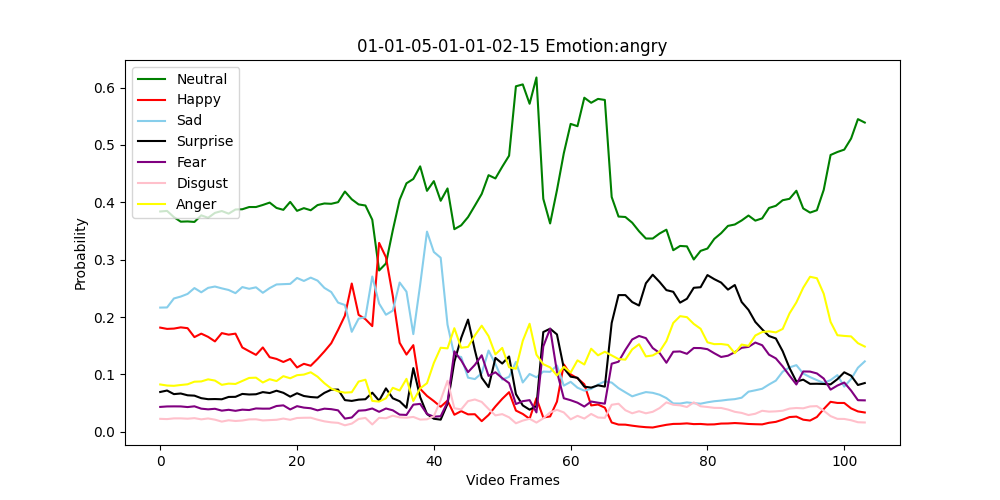 01-01-05-01-01-02-15 Emotion:angry
Neutral
Happy
Sad
Surprise
Fear
Disgust
Anger
Probability
0.6
0.5
0.4
0.3
0.2
0.1
0.0
0 20 40 60 80 100
Video Frames